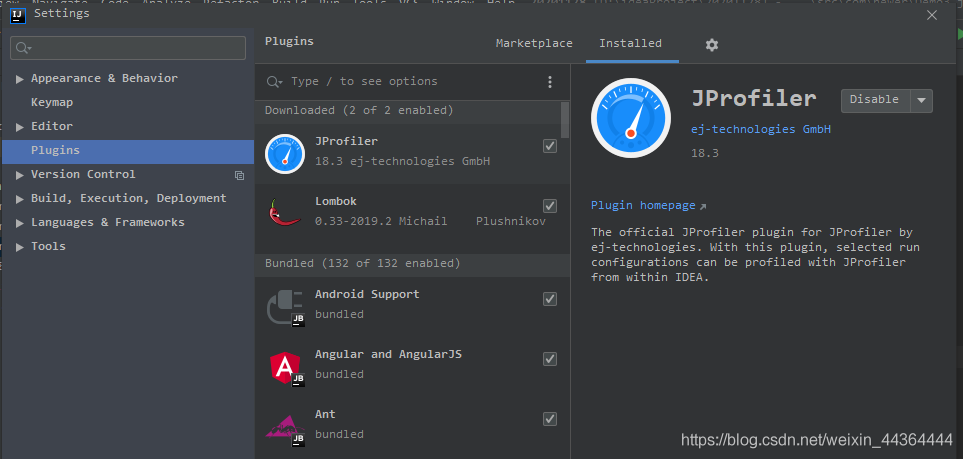 Settings
Plugins
Marketplace
Installed
Appearance & Behavior
Keymap
Editor
Plugins
Version Control
Build, Execution, Deployment
Languages & Frameworks
Tools
Type / to see options
Downloaded (2 of 2 enabled)
JProfiler
18.3 ej-technologies GmbH
Lombok
0.33-2019.2 Michail Plushnikov
Bundled (132 of 132 enabled)
Android Support
bundled
Angular and AngularJS
bundled
Ant
bundled
JProfiler
Disable
ej-technologies GmbH
18.3
Plugin homepage
The official JProfiler plugin for JProfiler by
ej-technologies. With this plugin, selected run
configurations can be profiled with JProfiler
from within IDEA.
https://blog.csdn.net/weixin_44364444